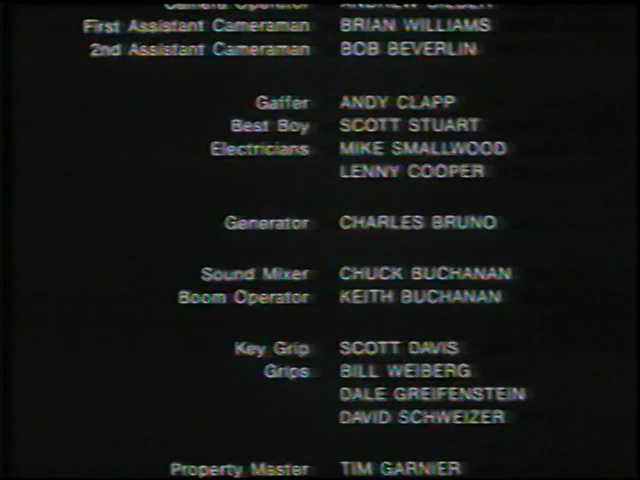 Camera Operator
First Assistant Cameraman BRIAN WILLIAMS
2nd Assistant Cameraman BOB BEVERLIN
Gaffer ANDY CLAPP
Best Boy SCOTT STUART
Electricians MIKE SMALLWOOD
LENNY COOPER
Generator CHARLES BRUNO
Sound Mixer CHUCK BUCHANAN
Boom Operator KEITH BUCHANAN
Key Grip SCOTT DAVIS
Grips BILL WEIBERG
DALE GREIFENSTEIN
DAVID SCHWEIZER
Property Master TIM GARNIER